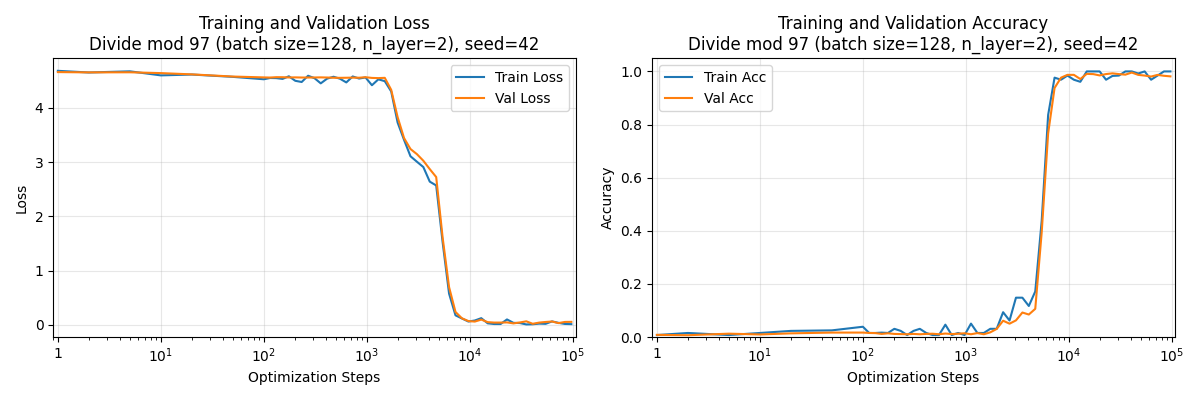 Training and Validation Loss
Divide mod 97 (batch size=128, n_layer=2), seed=42
Train Loss
Val Loss
4
3
2
1
0
Loss
1
10^1
10^2
10^3
10^4
10^5
Optimization Steps
Training and Validation Accuracy
Divide mod 97 (batch size=128, n_layer=2), seed=42
Train Acc
Val Acc
1.0
0.8
0.6
0.4
0.2
0.0
Accuracy
1
10^1
10^2
10^3
10^4
10^5
Optimization Steps